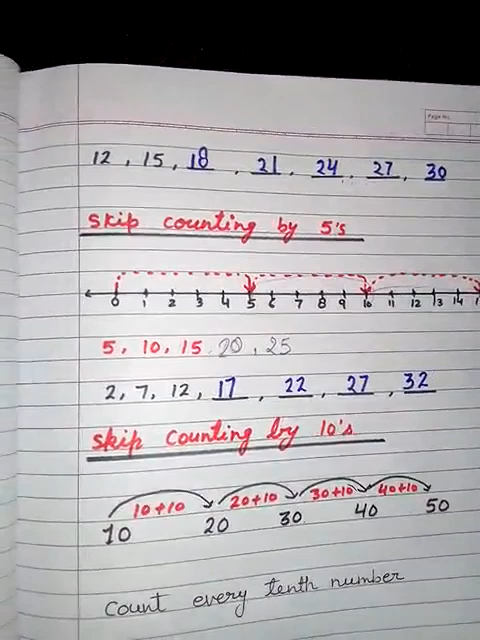 Page No.
12, 15, 18, 21, 24, 27, 30
Skip counting by 5's
0 1 2 3 4 5 6 7 8 9 10 11 12 13 14
5, 10, 15, 20, 25
2, 7, 12, 17, 22, 27, 32
Skip counting by 10's
10+10 20+10 30+10 40+10
10 20 30 40 50
Count every tenth number